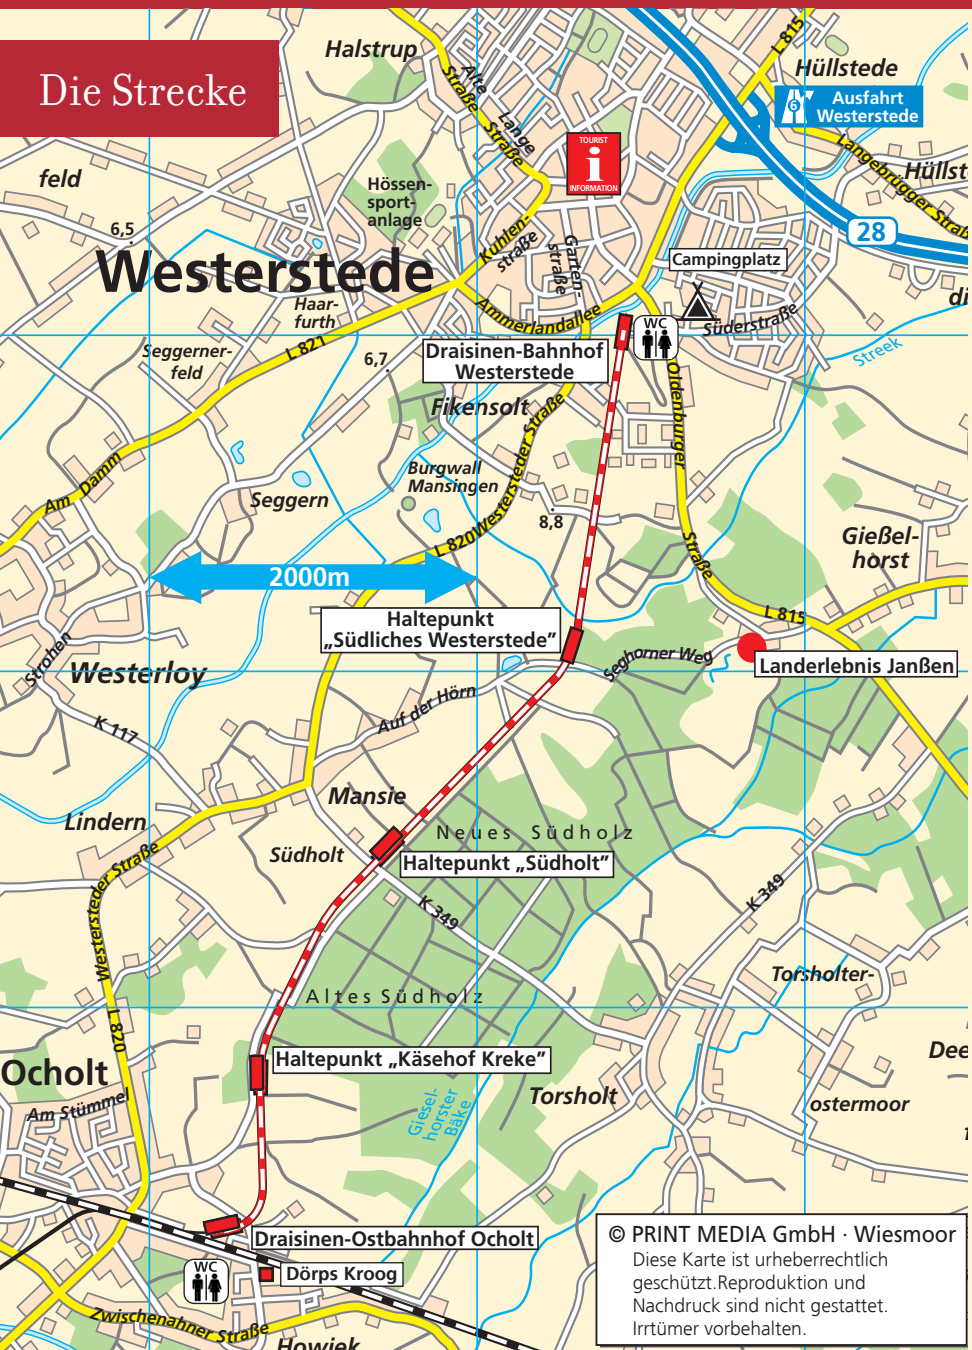 Die Strecke
Halstrup
L 815
Hüllstede
6
Ausfahrt
Westerstede
Alte
Straße
Lange
Straße
TOURIST
i
INFORMATION
Langebrügger Straß
Hüllst
feld
Hössen-
sport-
anlage
6,5
28
Kuhlen-
straße
Garten-
straße
Westerstede
Campingplatz
di
Haar-
furth
Ammerlandallee
Süderstraße
WC
L 821
Seggerner-
feld
6,7
Draisinen-Bahnhof
Westerstede
Streek
Fikensolt
Oldenburger
Straße
Westersteder Straße
L 820
Burgwall
Mansingen
Am Damm
Seggern
8,8
Gießel-
horst
2000m
L 815
Haltepunkt
„Südliches Westerstede”
Strohen
Seghorner Weg
Landerlebnis Janßen
Westerloy
Auf der Hörn
K 117
Mansie
Lindern
Neues Südholz
Südholt
Haltepunkt „Südholt”
Westersteder Straße
K 349
K 349
Torsholter-
Altes Südholz
L 820
Dee
Haltepunkt „Käsehof Kreke”
Ocholt
Am Stümmel
Giesel-
horster
Bäke
Torsholt
ostermoor
Draisinen-Ostbahnhof Ocholt
WC
Dörps Kroog
Zwischenahner Straße
Howiek
© PRINT MEDIA GmbH · Wiesmoor
Diese Karte ist urheberrechtlich
geschützt.Reproduktion und
Nachdruck sind nicht gestattet.
Irrtümer vorbehalten.